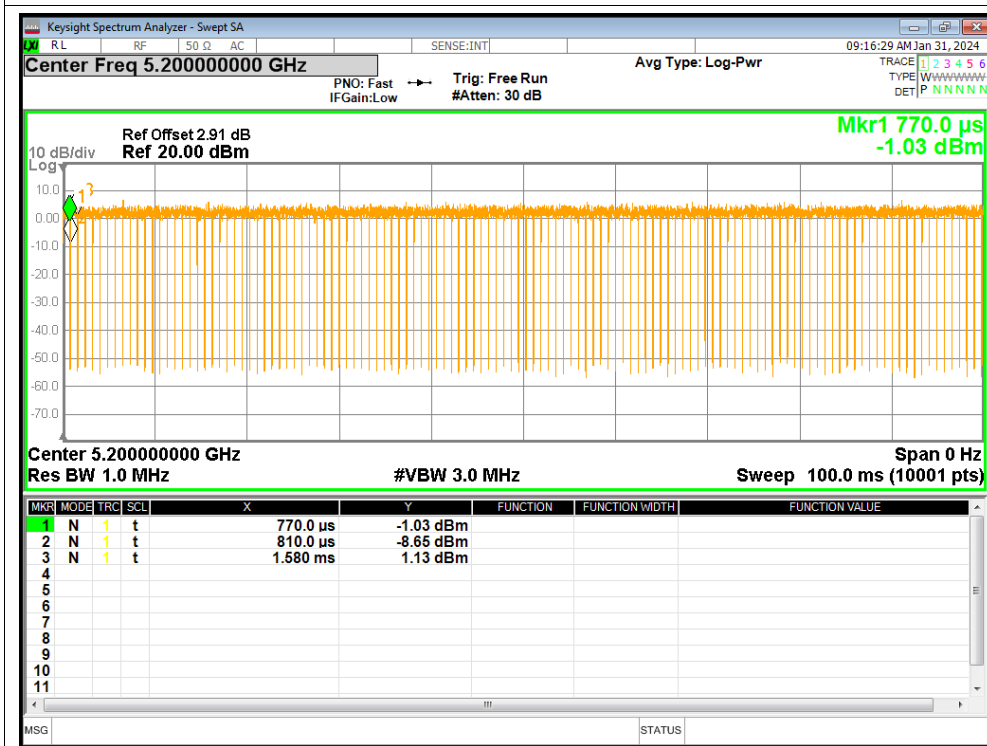 Keysight Spectrum Analyzer - Swept SA
LXI RL RF 50 Ω AC SENSE:INT 09:16:29 AM Jan 31, 2024
Center Freq 5.200000000 GHz Avg Type: Log-Pwr TRACE 1 2 3 4 5 6
PNO: Fast Trig: Free Run TYPE WWWWWWW
IFGain:Low #Atten: 30 dB DET P N N N N N
Mkr1 770.0 µs
Ref Offset 2.91 dB
10 dB/div Ref 20.00 dBm -1.03 dBm
Log
10.0
1 3
0.00
-10.0
-20.0
-30.0
-40.0
-50.0
-60.0
-70.0
Center 5.200000000 GHz Span 0 Hz
Res BW 1.0 MHz #VBW 3.0 MHz Sweep 100.0 ms (10001 pts)
MKR MODE TRC SCL X Y FUNCTION FUNCTION WIDTH FUNCTION VALUE
1 N 1 t 770.0 µs -1.03 dBm
2 N 1 t 810.0 µs -8.65 dBm
3 N 1 t 1.580 ms 1.13 dBm
4
5
6
7
8
9
10
11
MSG STATUS